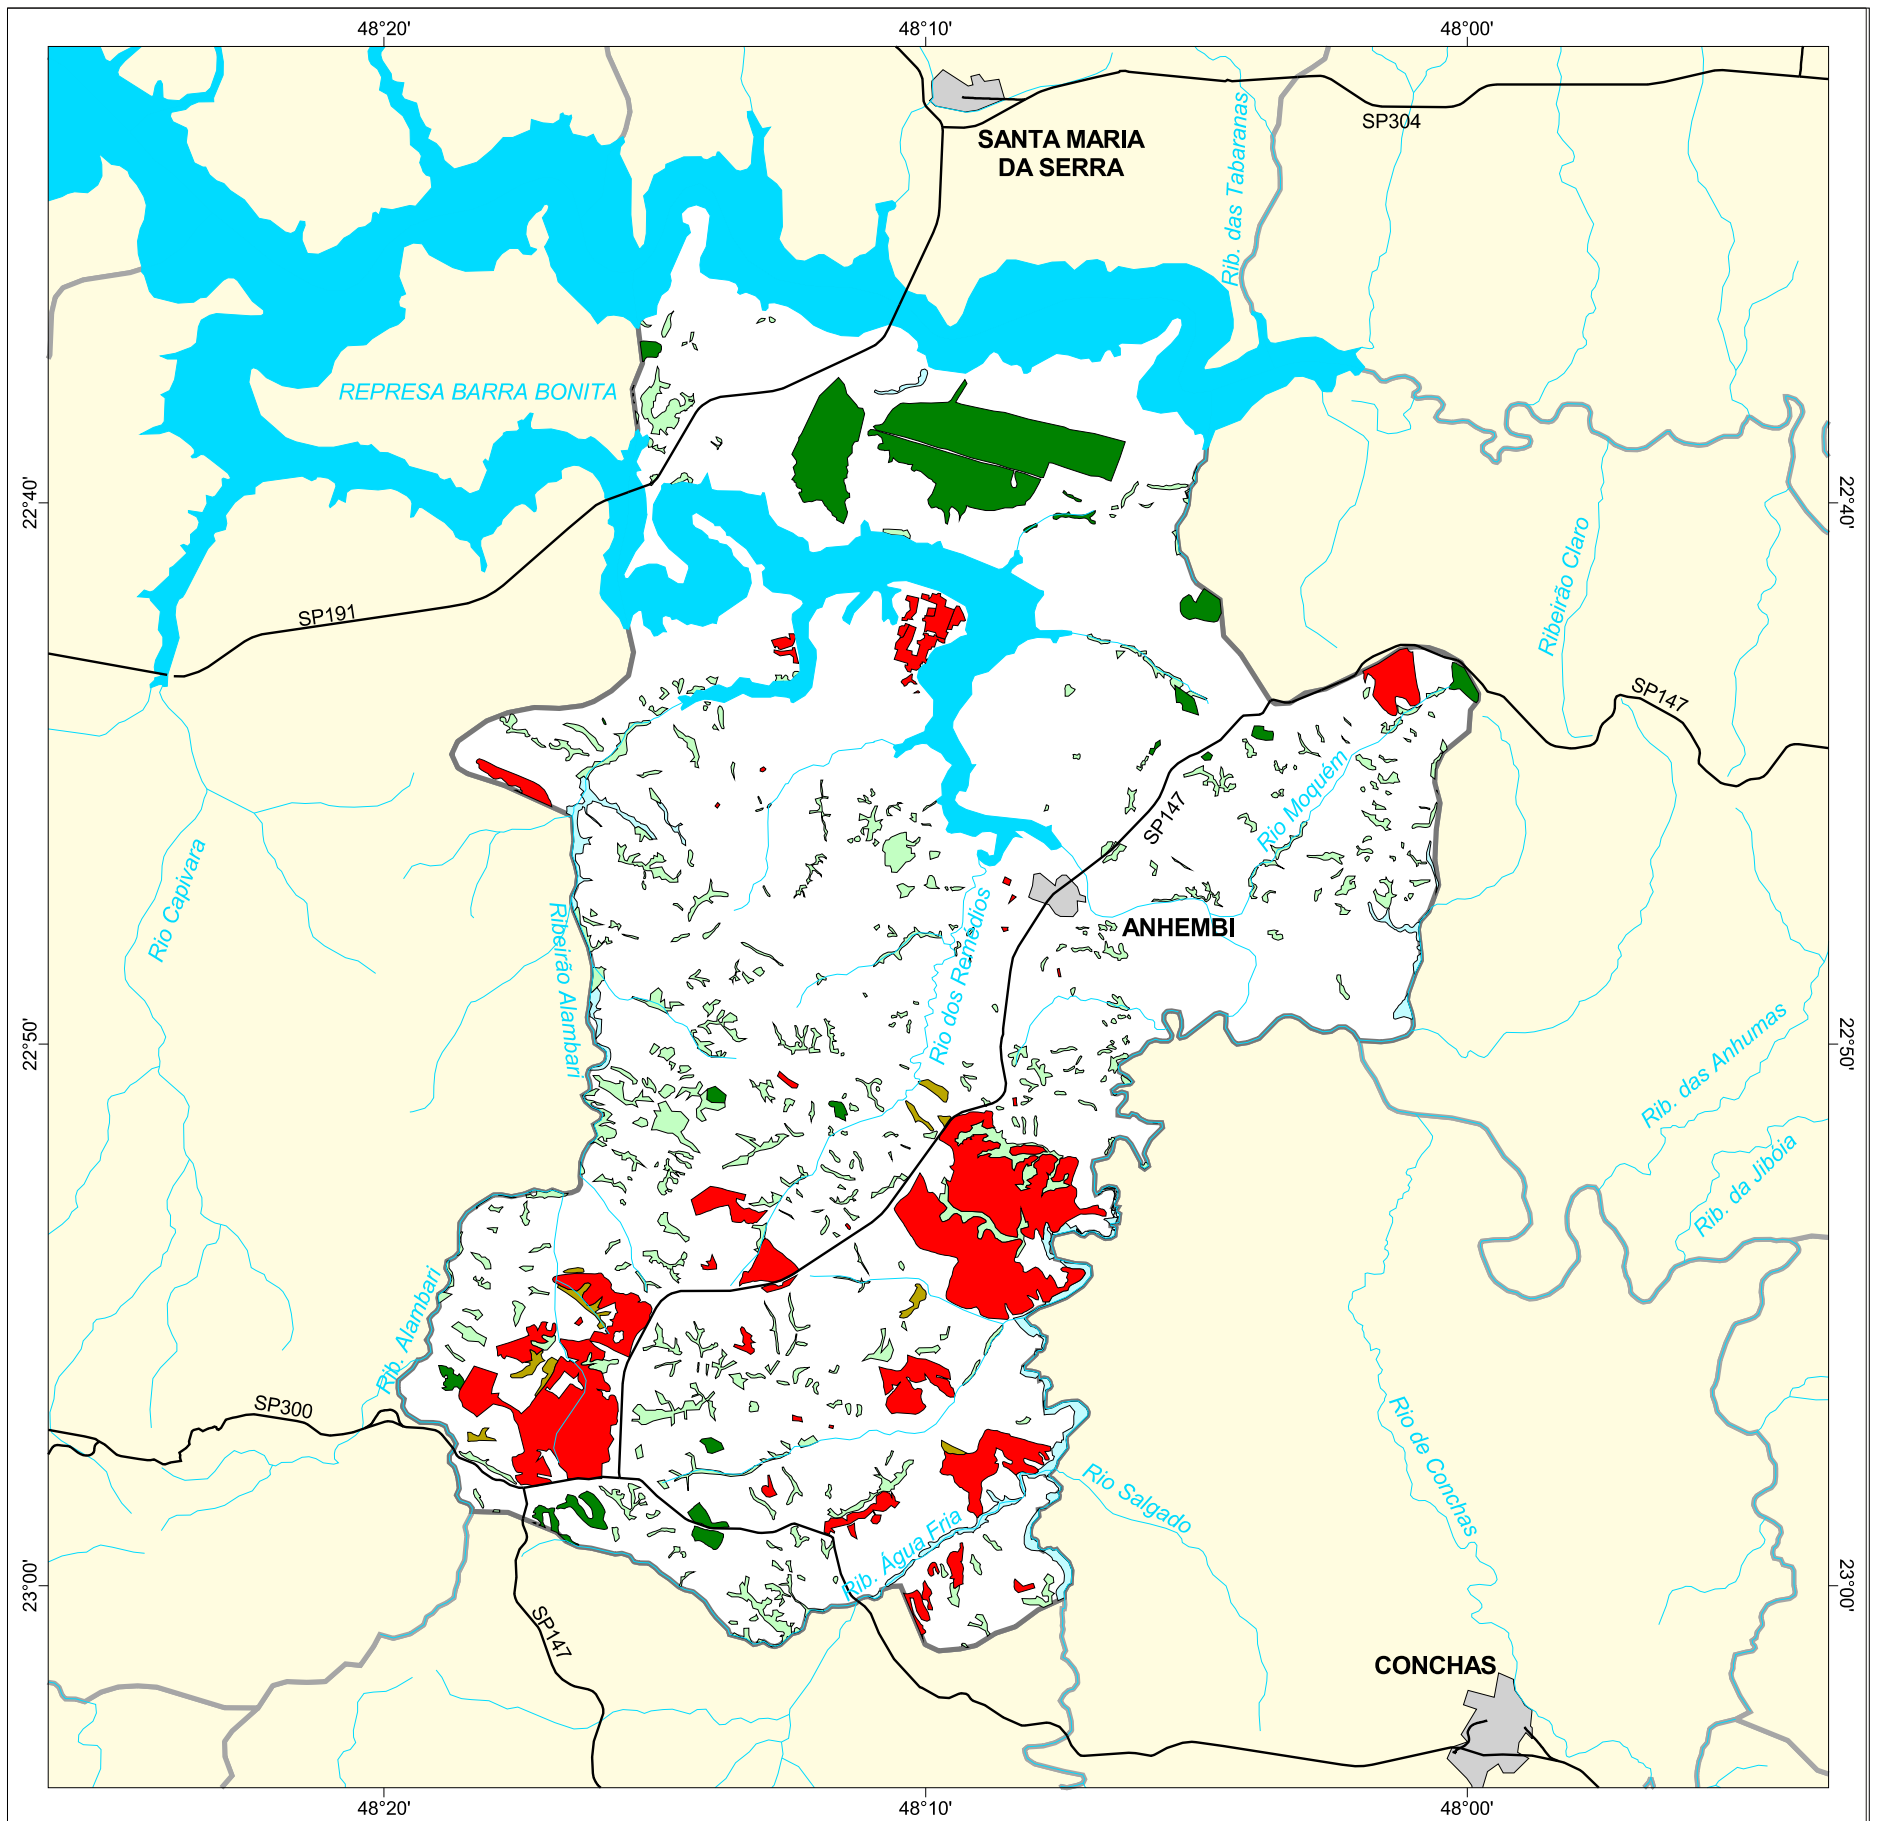 48°20'
48°10'
48°00'
SP304
SANTA MARIA
DA SERRA
Rib. das Tabaranas
REPRESA BARRA BONITA
22°40'
22°40'
Ribeirão Claro
SP191
SP147
Rio Moquém
SP147
Rio Capivara
Ribeirão Alambari
Rio dos Remédios
ANHEMBI
22°50'
22°50'
Rib. das Anhumas
Rib. da Jibóia
Rib. Alambari
SP300
Rio de Conchas
Rio Salgado
Rib. Água Fria
23°00'
23°00'
SP147
CONCHAS
48°20'
48°10'
48°00'